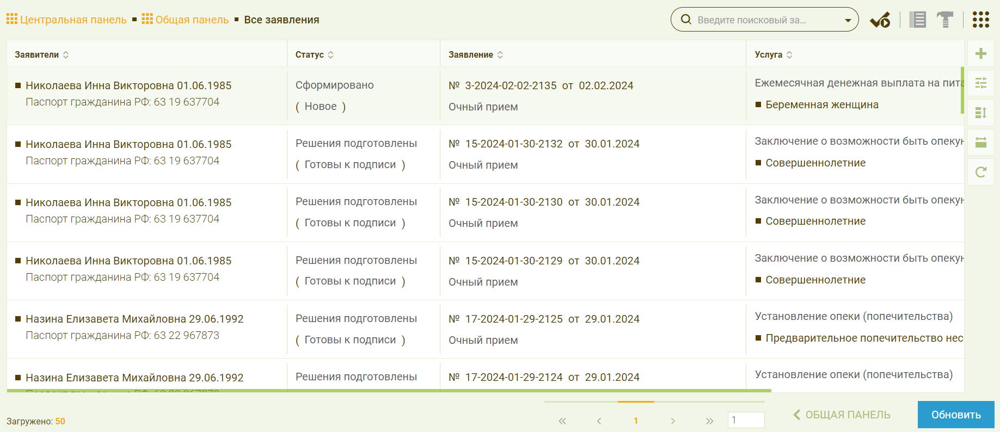 Центральная панель Общая панель Все заявления
Введите поисковый за...
Заявители Статус Заявление Услуга
Николаева Инна Викторовна 01.06.1985
Паспорт гражданина РФ: 63 19 637704
Сформировано
( Новое )
№ 3-2024-02-02-2135 от 02.02.2024
Очный прием
Ежемесячная денежная выплата на пита
Беременная женщина
Николаева Инна Викторовна 01.06.1985
Паспорт гражданина РФ: 63 19 637704
Решения подготовлены
( Готовы к подписи )
№ 15-2024-01-30-2132 от 30.01.2024
Очный прием
Заключение о возможности быть опекун
Совершеннолетние
Николаева Инна Викторовна 01.06.1985
Паспорт гражданина РФ: 63 19 637704
Решения подготовлены
( Готовы к подписи )
№ 15-2024-01-30-2130 от 30.01.2024
Очный прием
Заключение о возможности быть опекун
Совершеннолетние
Николаева Инна Викторовна 01.06.1985
Паспорт гражданина РФ: 63 19 637704
Решения подготовлены
( Готовы к подписи )
№ 15-2024-01-30-2129 от 30.01.2024
Очный прием
Заключение о возможности быть опекун
Совершеннолетние
Назина Елизавета Михайловна 29.06.1992
Паспорт гражданина РФ: 63 22 967873
Решения подготовлены
( Готовы к подписи )
№ 17-2024-01-29-2125 от 29.01.2024
Очный прием
Установление опеки (попечительства)
Предварительное попечительство нес
Назина Елизавета Михайловна 29.06.1992
Решения подготовлены
№ 17-2024-01-29-2124 от 29.01.2024
Установление опеки (попечительства)
Загружено: 50
1
1
ОБЩАЯ ПАНЕЛЬ
Обновить